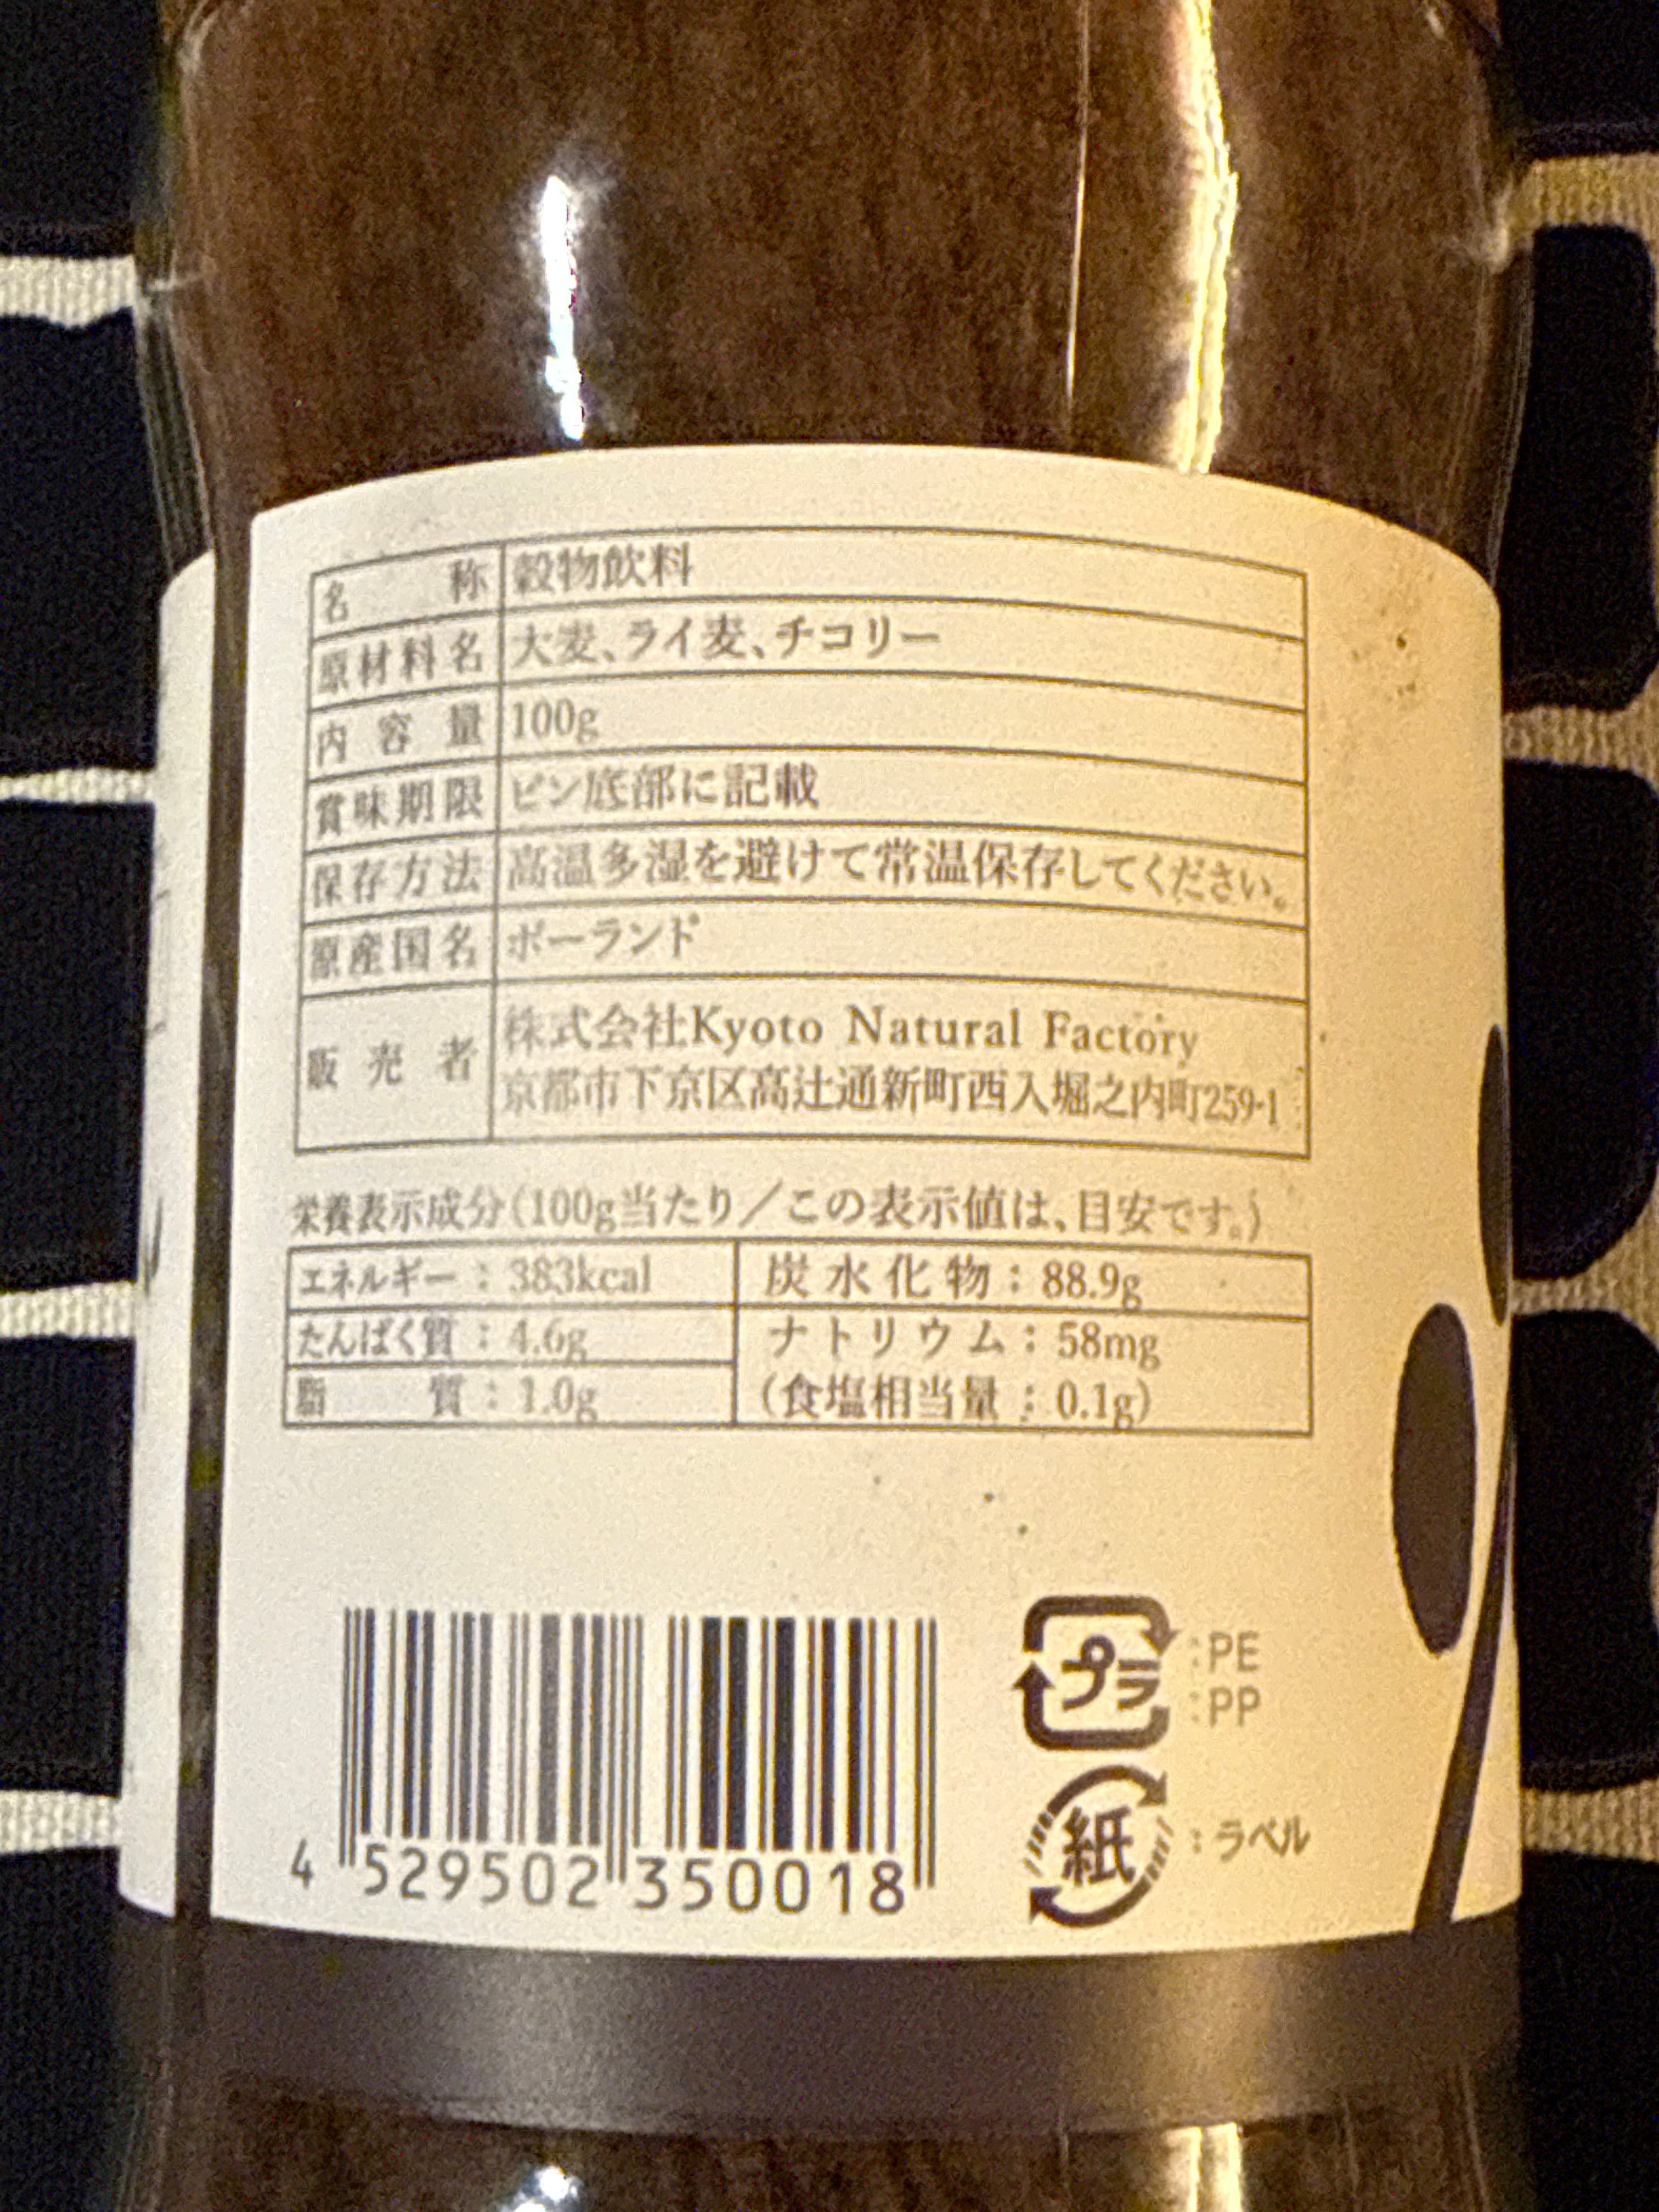 名称 穀物飲料
原材料名 大麦、ライ麦、チコリー
内容量 100g
賞味期限 ビン底部に記載
保存方法 高温多湿を避けて常温保存してください。
原産国名 ポーランド
販売者 株式会社Kyoto Natural Factory
京都市下京区高辻通新町西入堀之内町259-1
栄養表示成分(100g当たり/この表示値は、目安です。)
エネルギー:383kcal 炭水化物:88.9g
たんぱく質:4.6g ナトリウム:58mg
脂質:1.0g (食塩相当量:0.1g)
プラ :PE
:PP
紙 :ラベル
4 529502 350018